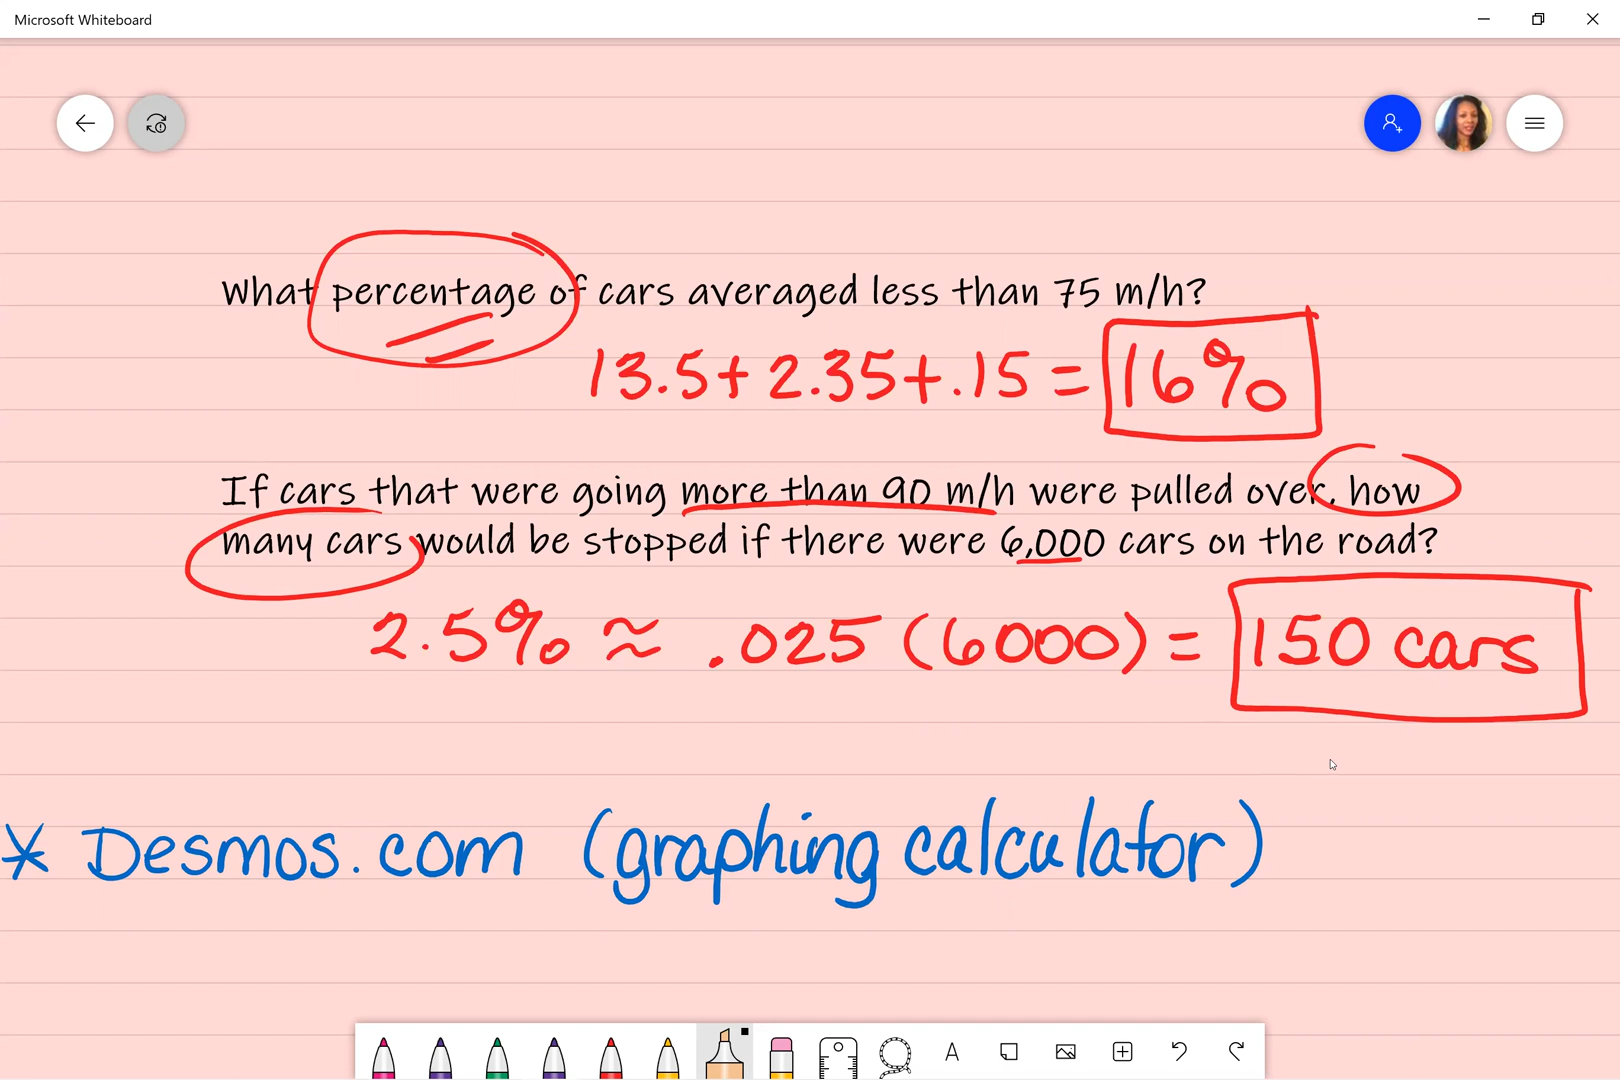 Microsoft Whiteboard
What percentage of cars averaged less than 75 m/h?
13.5+2.35+.15 = 16%
If cars that were going more than 90 m/h were pulled over, how
many cars would be stopped if there were 6,000 cars on the road?
2.5% ≈ .025 (6000) = 150 cars
* Desmos.com (graphing calculator)